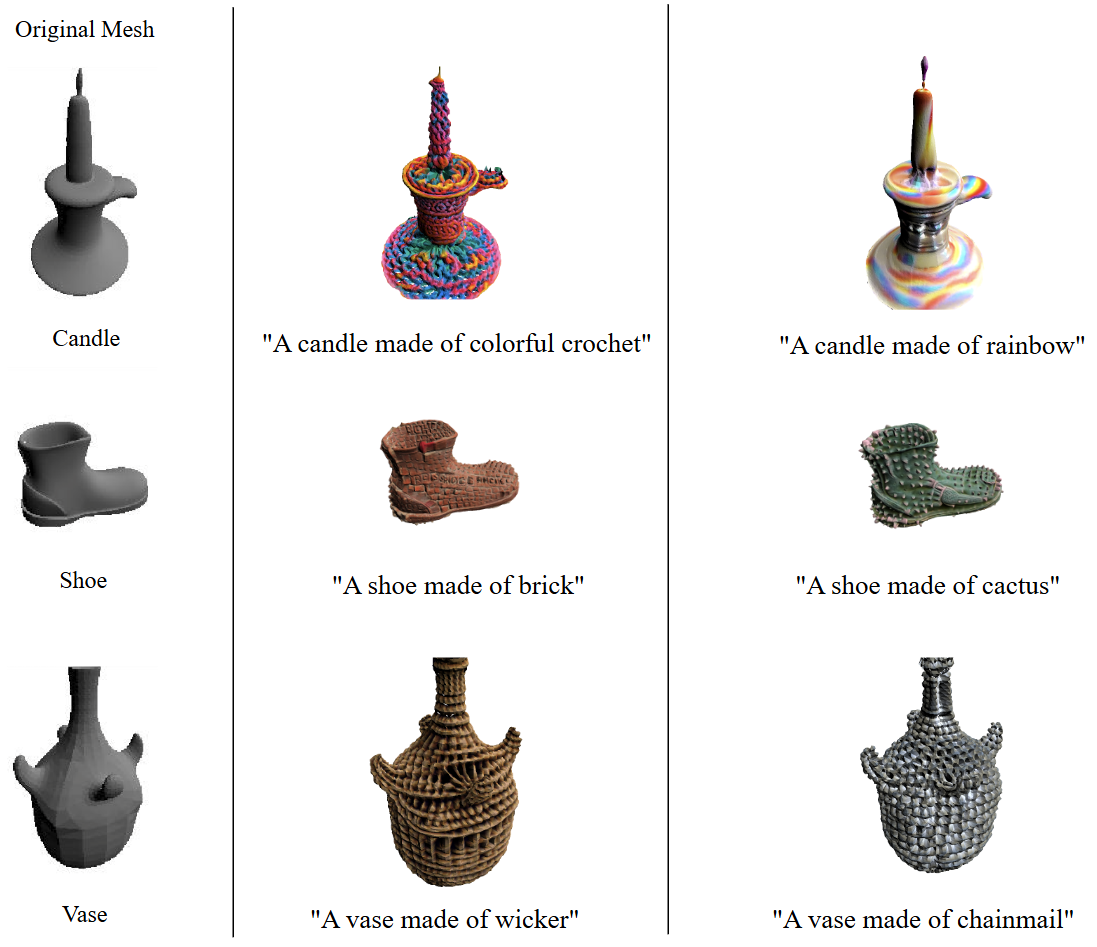 Original Mesh
Candle
"A candle made of colorful crochet"
"A candle made of rainbow"
Shoe
"A shoe made of brick"
"A shoe made of cactus"
Vase
"A vase made of wicker"
"A vase made of chainmail"